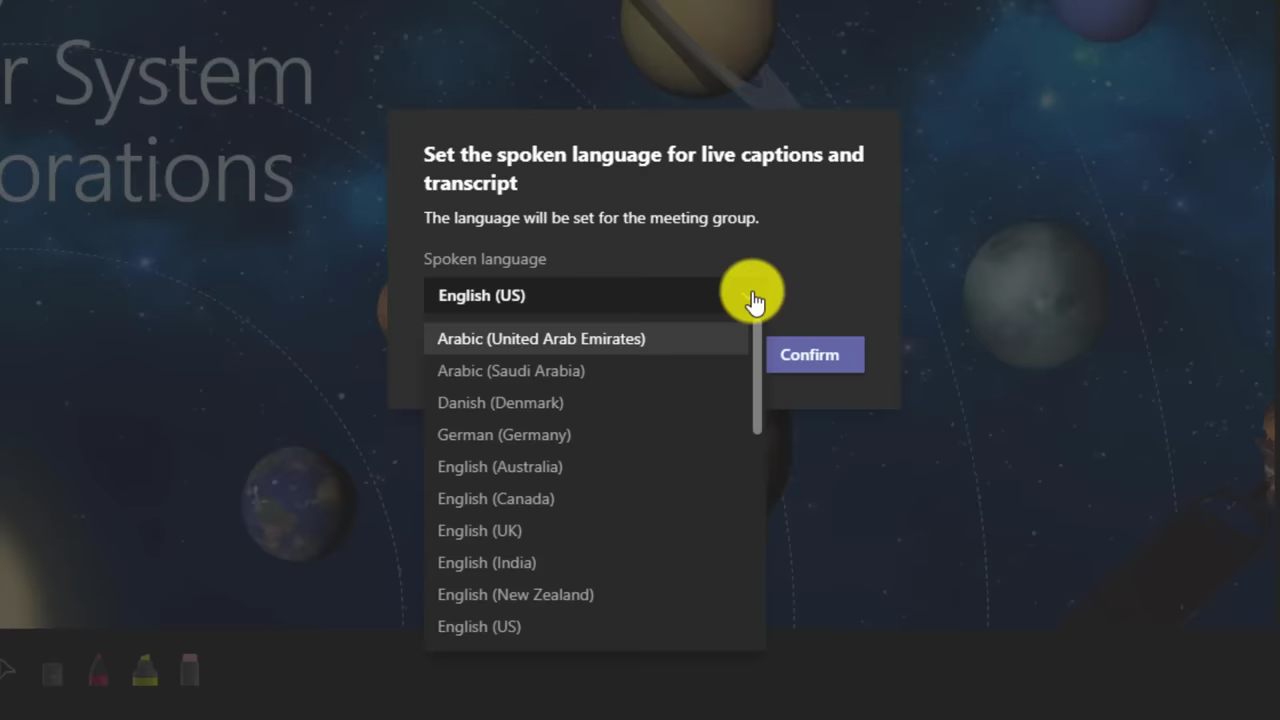 r System
orations
Set the spoken language for live captions and
transcript
The language will be set for the meeting group.
Spoken language
English (US)
Arabic (United Arab Emirates)
Confirm
Arabic (Saudi Arabia)
Danish (Denmark)
German (Germany)
English (Australia)
English (Canada)
English (UK)
English (India)
English (New Zealand)
English (US)